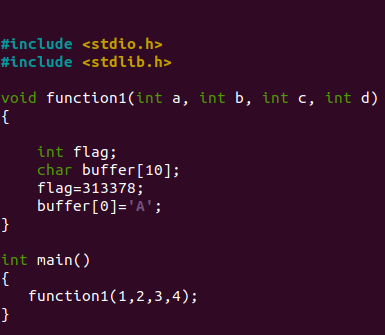 #include <stdio.h>
#include <stdlib.h>
void function1(int a, int b, int c, int d)
{
int flag;
char buffer[10];
flag=313378;
buffer[0]='A';
}
int main()
{
function1(1,2,3,4);
}